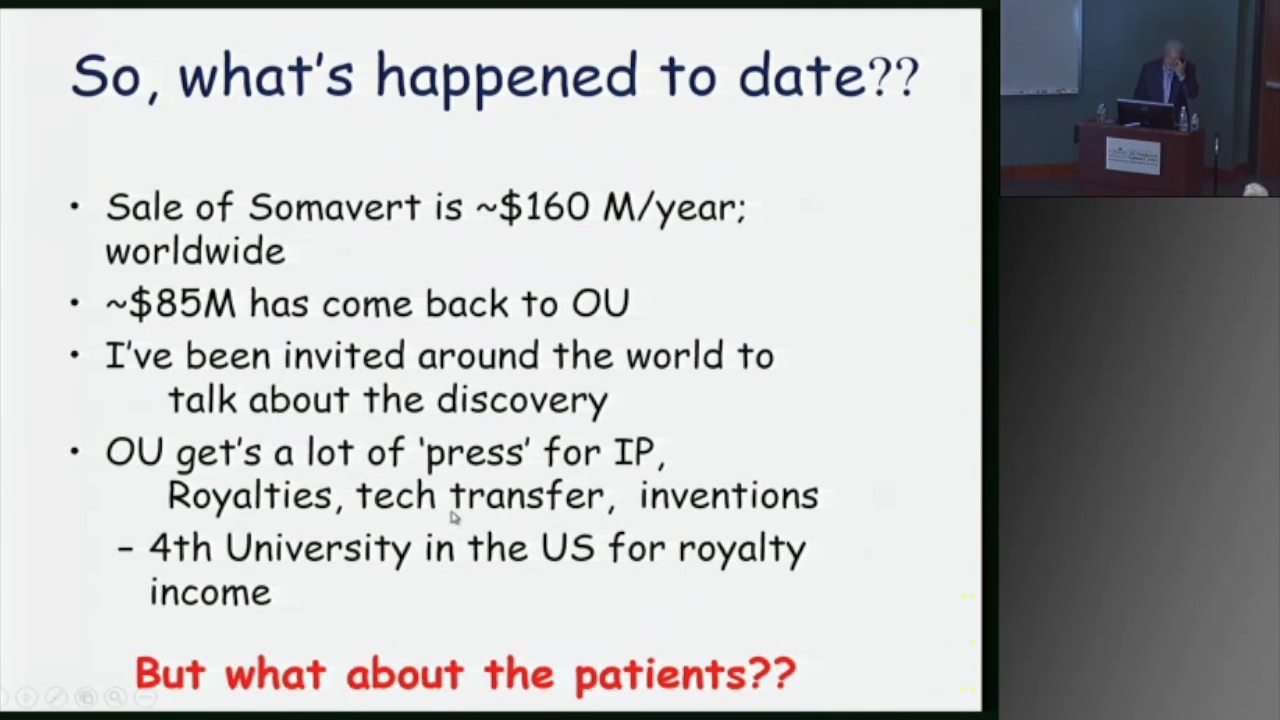 So, what's happened to date??
• Sale of Somavert is ~$160 M/year;
worldwide
• ~$85M has come back to OU
• I've been invited around the world to
talk about the discovery
• OU get's a lot of 'press' for IP,
Royalties, tech transfer, inventions
– 4th University in the US for royalty
income
But what about the patients??